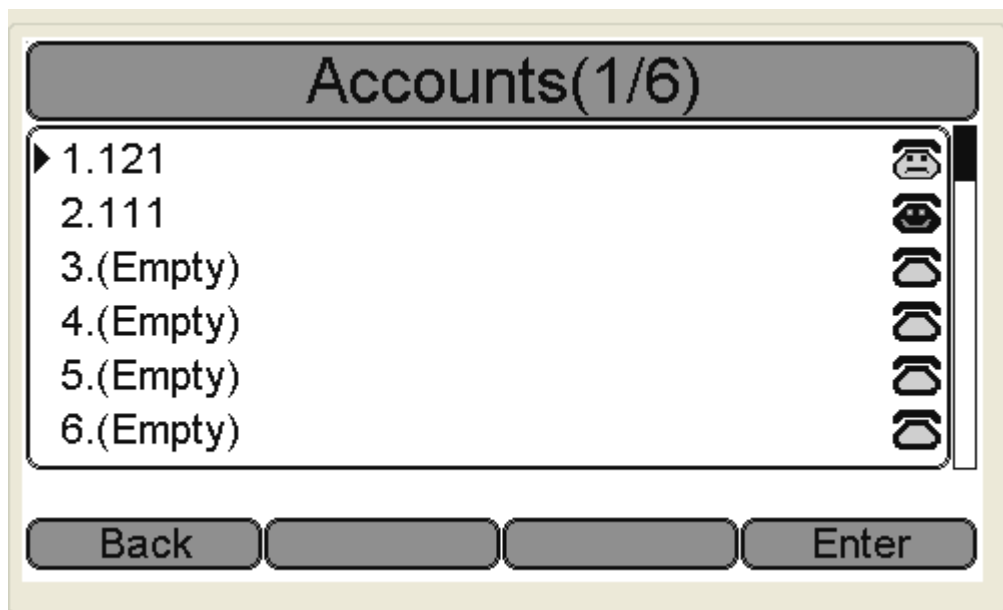 Accounts(1/6)
1.121
2.111
3.(Empty)
4.(Empty)
5.(Empty)
6.(Empty)
Back Enter